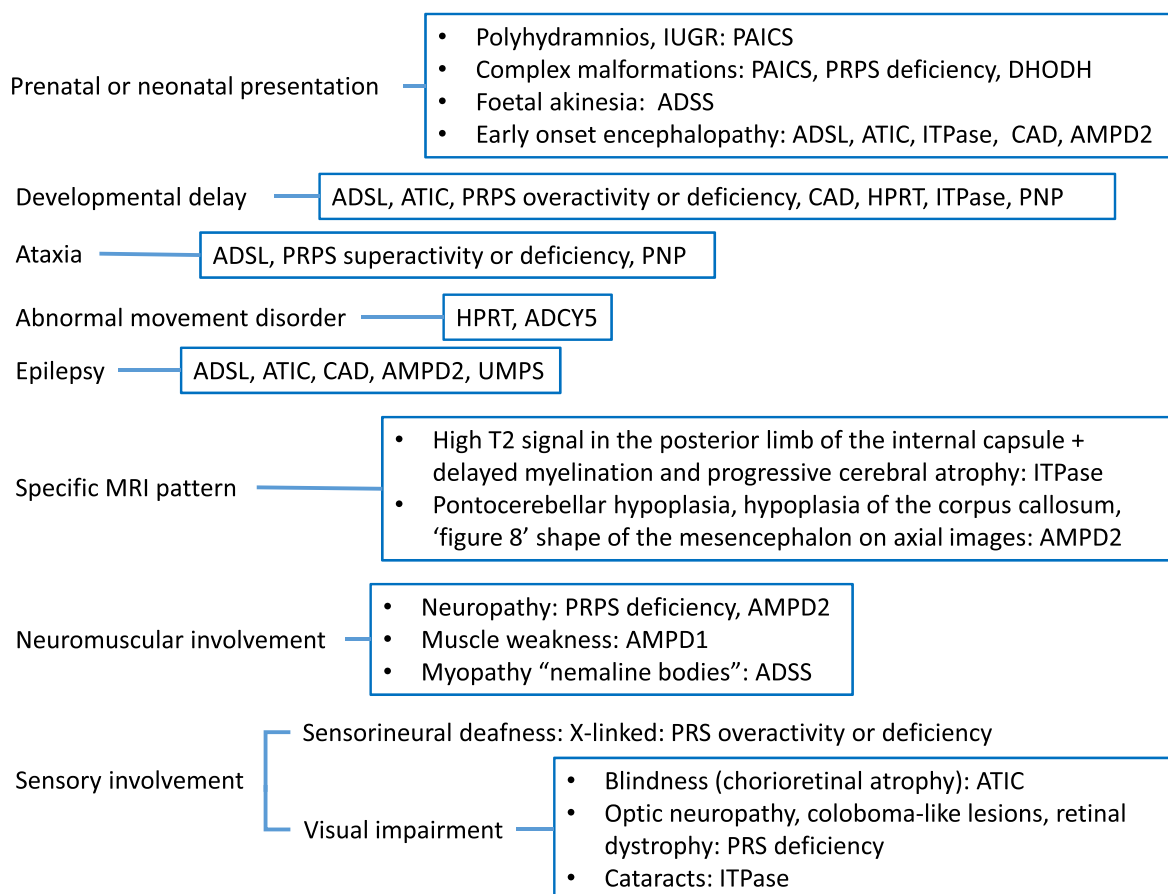 Prenatal or neonatal presentation
• Polyhydramnios, IUGR: PAICS
• Complex malformations: PAICS, PRPS deficiency, DHODH
• Foetal akinesia: ADSS
• Early onset encephalopathy: ADSL, ATIC, ITPase, CAD, AMPD2
Developmental delay
ADSL, ATIC, PRPS overactivity or deficiency, CAD, HPRT, ITPase, PNP
Ataxia
ADSL, PRPS superactivity or deficiency, PNP
Abnormal movement disorder
HPRT, ADCY5
Epilepsy
ADSL, ATIC, CAD, AMPD2, UMPS
Specific MRI pattern
• High T2 signal in the posterior limb of the internal capsule +
delayed myelination and progressive cerebral atrophy: ITPase
• Pontocerebellar hypoplasia, hypoplasia of the corpus callosum,
‘figure 8’ shape of the mesencephalon on axial images: AMPD2
Neuromuscular involvement
• Neuropathy: PRPS deficiency, AMPD2
• Muscle weakness: AMPD1
• Myopathy “nemaline bodies”: ADSS
Sensory involvement
Sensorineural deafness: X-linked: PRS overactivity or deficiency
Visual impairment
• Blindness (chorioretinal atrophy): ATIC
• Optic neuropathy, coloboma-like lesions, retinal
dystrophy: PRS deficiency
• Cataracts: ITPase